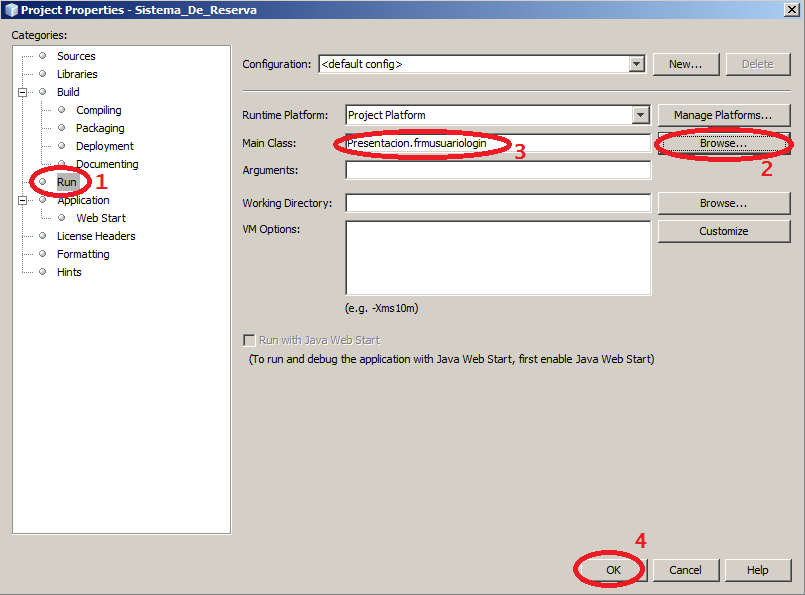 Project Properties - Sistema_De_Reserva
Categories:
Sources
Libraries
Build
Compiling
Packaging
Deployment
Documenting
Run 1
Application
Web Start
License Headers
Formatting
Hints
Configuration: <default config> New... Delete
Runtime Platform: Project Platform Manage Platforms...
Main Class: Presentacion.frmusuariologin 3 Browse... 2
Arguments:
Working Directory: Browse...
VM Options: Customize
(e.g. -Xms10m)
Run with Java Web Start
(To run and debug the application with Java Web Start, first enable Java Web Start)
4
OK Cancel Help